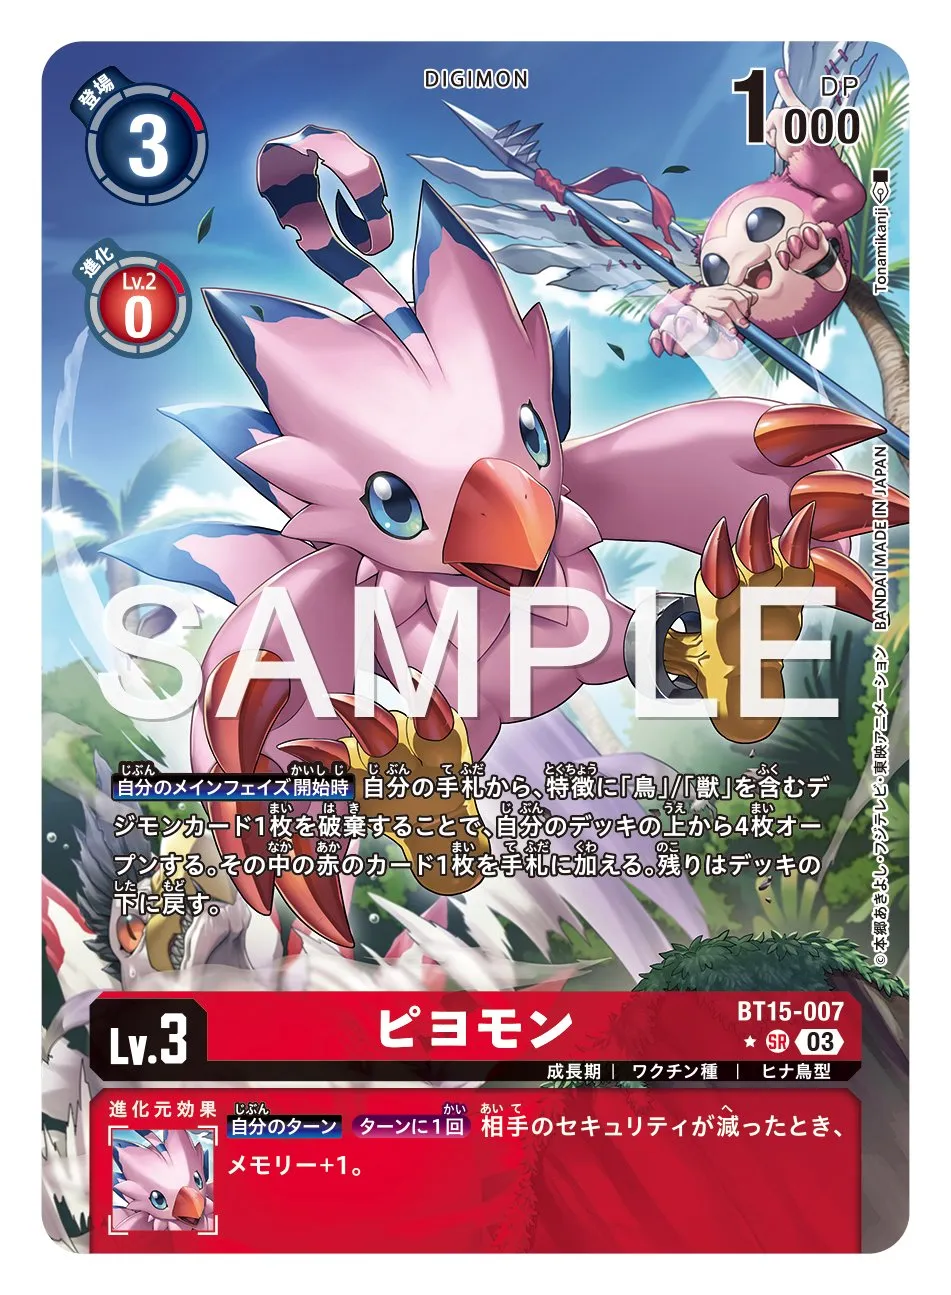 登場
3
DIGIMON
DP
1000
進化
Lv.2
0
Tonamikanji
BANDAI MADE IN JAPAN
©本郷あきよし・フジテレビ・東映アニメーション
SAMPLE
自分のメインフェイズ開始時 自分の手札から、特徴に「鳥」/「獣」を含むデ
ジモンカード1枚を破棄することで、自分のデッキの上から4枚オー
プンする。その中の赤のカード1枚を手札に加える。残りはデッキの
下に戻す。
Lv.3
ピヨモン
BT15-007
SR 03
成長期 | ワクチン種 | ヒナ鳥型
進化元効果
自分のターン ターンに1回 相手のセキュリティが減ったとき、
メモリー+1。